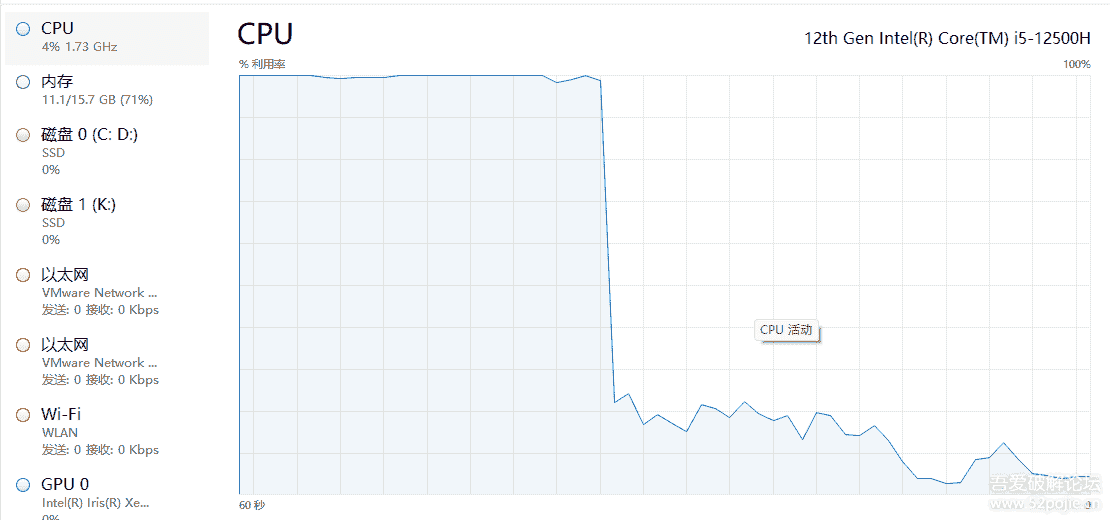 CPU
4% 1.73 GHz
内存
11.1/15.7 GB (71%)
磁盘 0 (C: D:)
SSD
0%
磁盘 1 (K:)
SSD
0%
以太网
VMware Network ...
发送: 0 接收: 0 Kbps
以太网
VMware Network ...
发送: 0 接收: 0 Kbps
Wi-Fi
WLAN
发送: 0 接收: 0 Kbps
GPU 0
Intel(R) Iris(R) Xe...
0%
CPU
12th Gen Intel(R) Core(TM) i5-12500H
% 利用率
100%
CPU 活动
60 秒
0
吾爱破解论坛
www.52pojie.cn